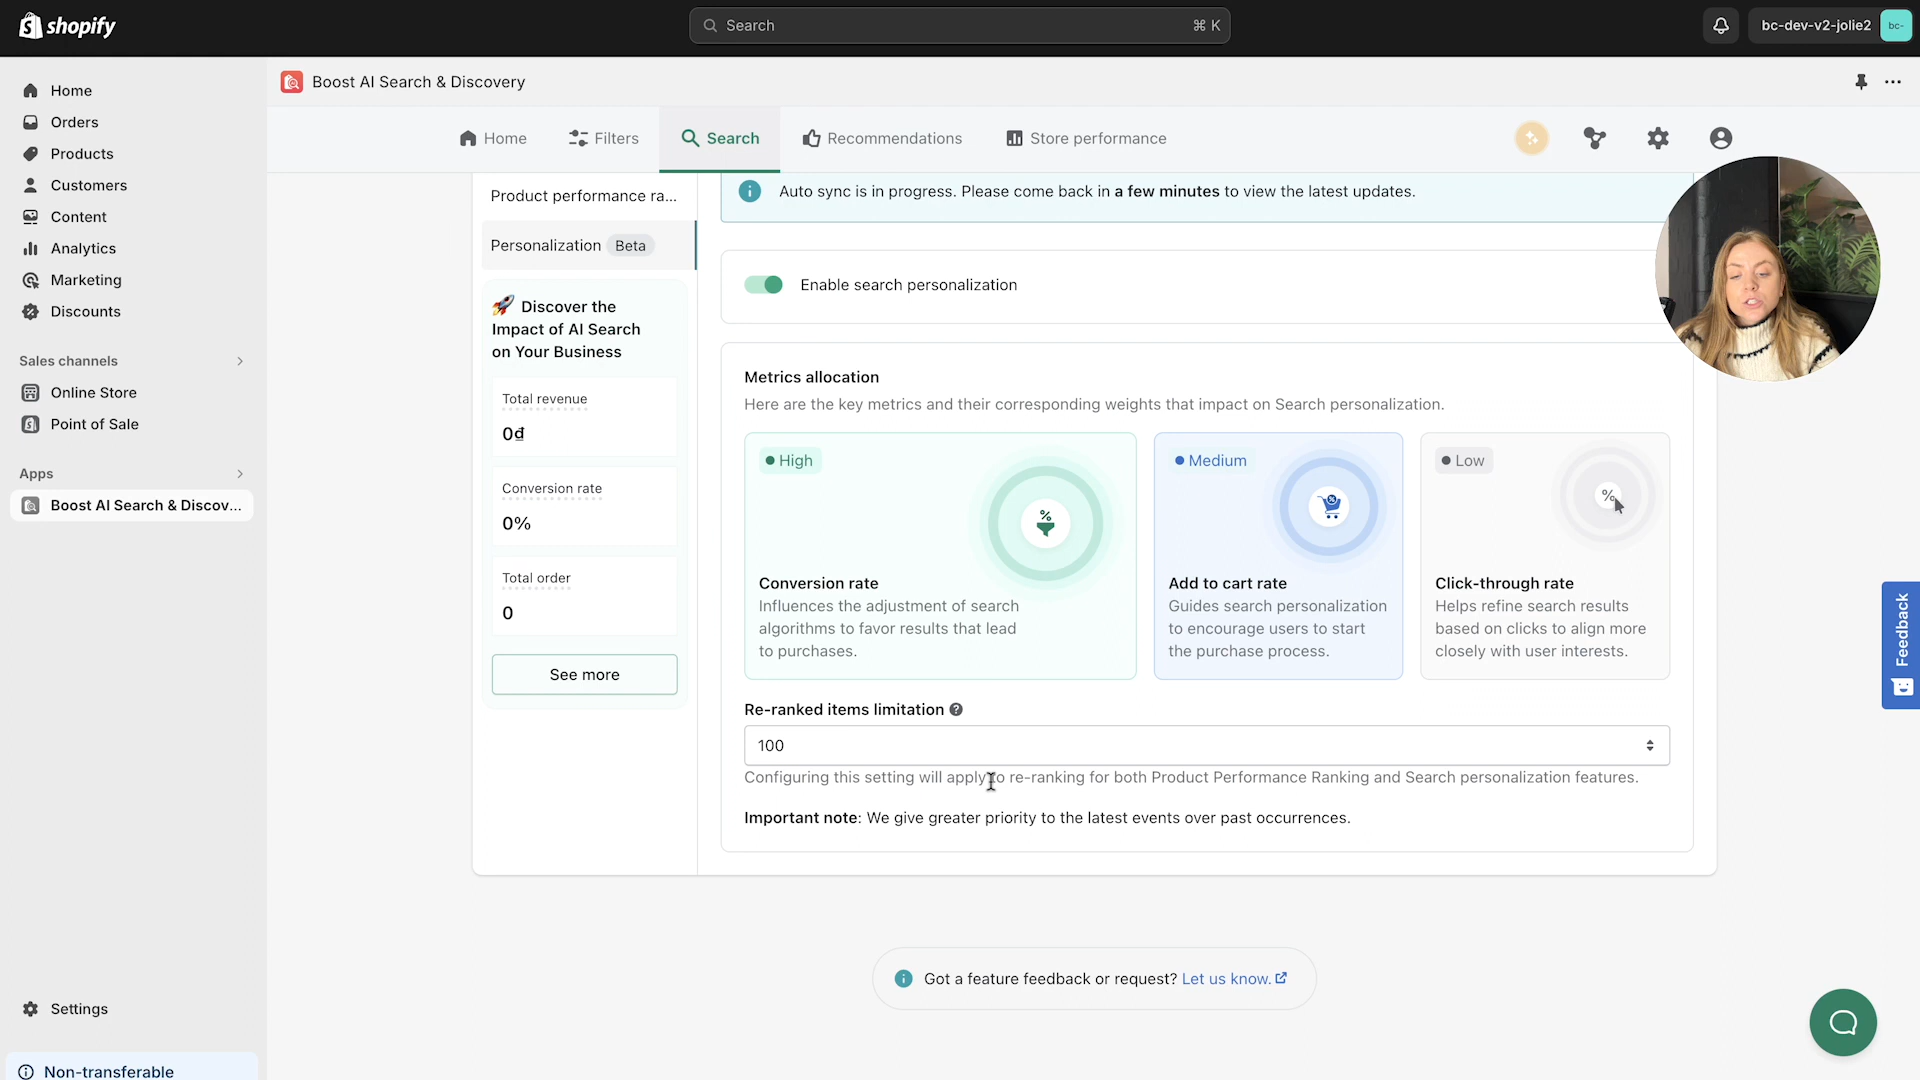 shopify
Search
⌘ K
bc-dev-v2-jolie2
bc-
Home
Orders
Products
Customers
Content
Analytics
Marketing
Discounts
Sales channels
Online Store
Point of Sale
Apps
Boost AI Search & Discov...
Settings
Non-transferable
Boost AI Search & Discovery
Home
Filters
Search
Recommendations
Store performance
Product performance ra...
Personalization Beta
🚀 Discover the
Impact of AI Search
on Your Business
Total revenue
0₫
Conversion rate
0%
Total order
0
See more
Auto sync is in progress. Please come back in a few minutes to view the latest updates.
Enable search personalization
Metrics allocation
Here are the key metrics and their corresponding weights that impact on Search personalization.
High
Conversion rate
Influences the adjustment of search
algorithms to favor results that lead
to purchases.
Medium
Add to cart rate
Guides search personalization
to encourage users to start
the purchase process.
Low
Click-through rate
Helps refine search results
based on clicks to align more
closely with user interests.
Re-ranked items limitation
100
Configuring this setting will apply to re-ranking for both Product Performance Ranking and Search personalization features.
Important note: We give greater priority to the latest events over past occurrences.
Got a feature feedback or request? Let us know.
Feedback